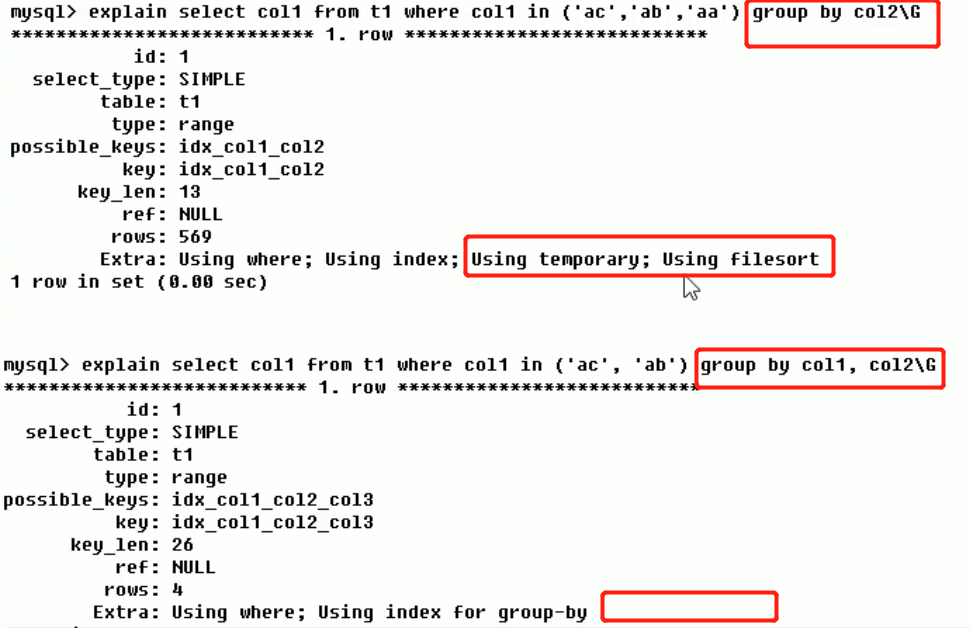 mysql> explain select col1 from t1 where col1 in ('ac','ab','aa') group by col2\G
*************************** 1. row ***************************
id: 1
select_type: SIMPLE
table: t1
type: range
possible_keys: idx_col1_col2
key: idx_col1_col2
key_len: 13
ref: NULL
rows: 569
Extra: Using where; Using index; Using temporary; Using filesort
1 row in set (0.00 sec)
mysql> explain select col1 from t1 where col1 in ('ac', 'ab') group by col1, col2\G
*************************** 1. row ***************************
id: 1
select_type: SIMPLE
table: t1
type: range
possible_keys: idx_col1_col2_col3
key: idx_col1_col2_col3
key_len: 26
ref: NULL
rows: 4
Extra: Using where; Using index for group-by